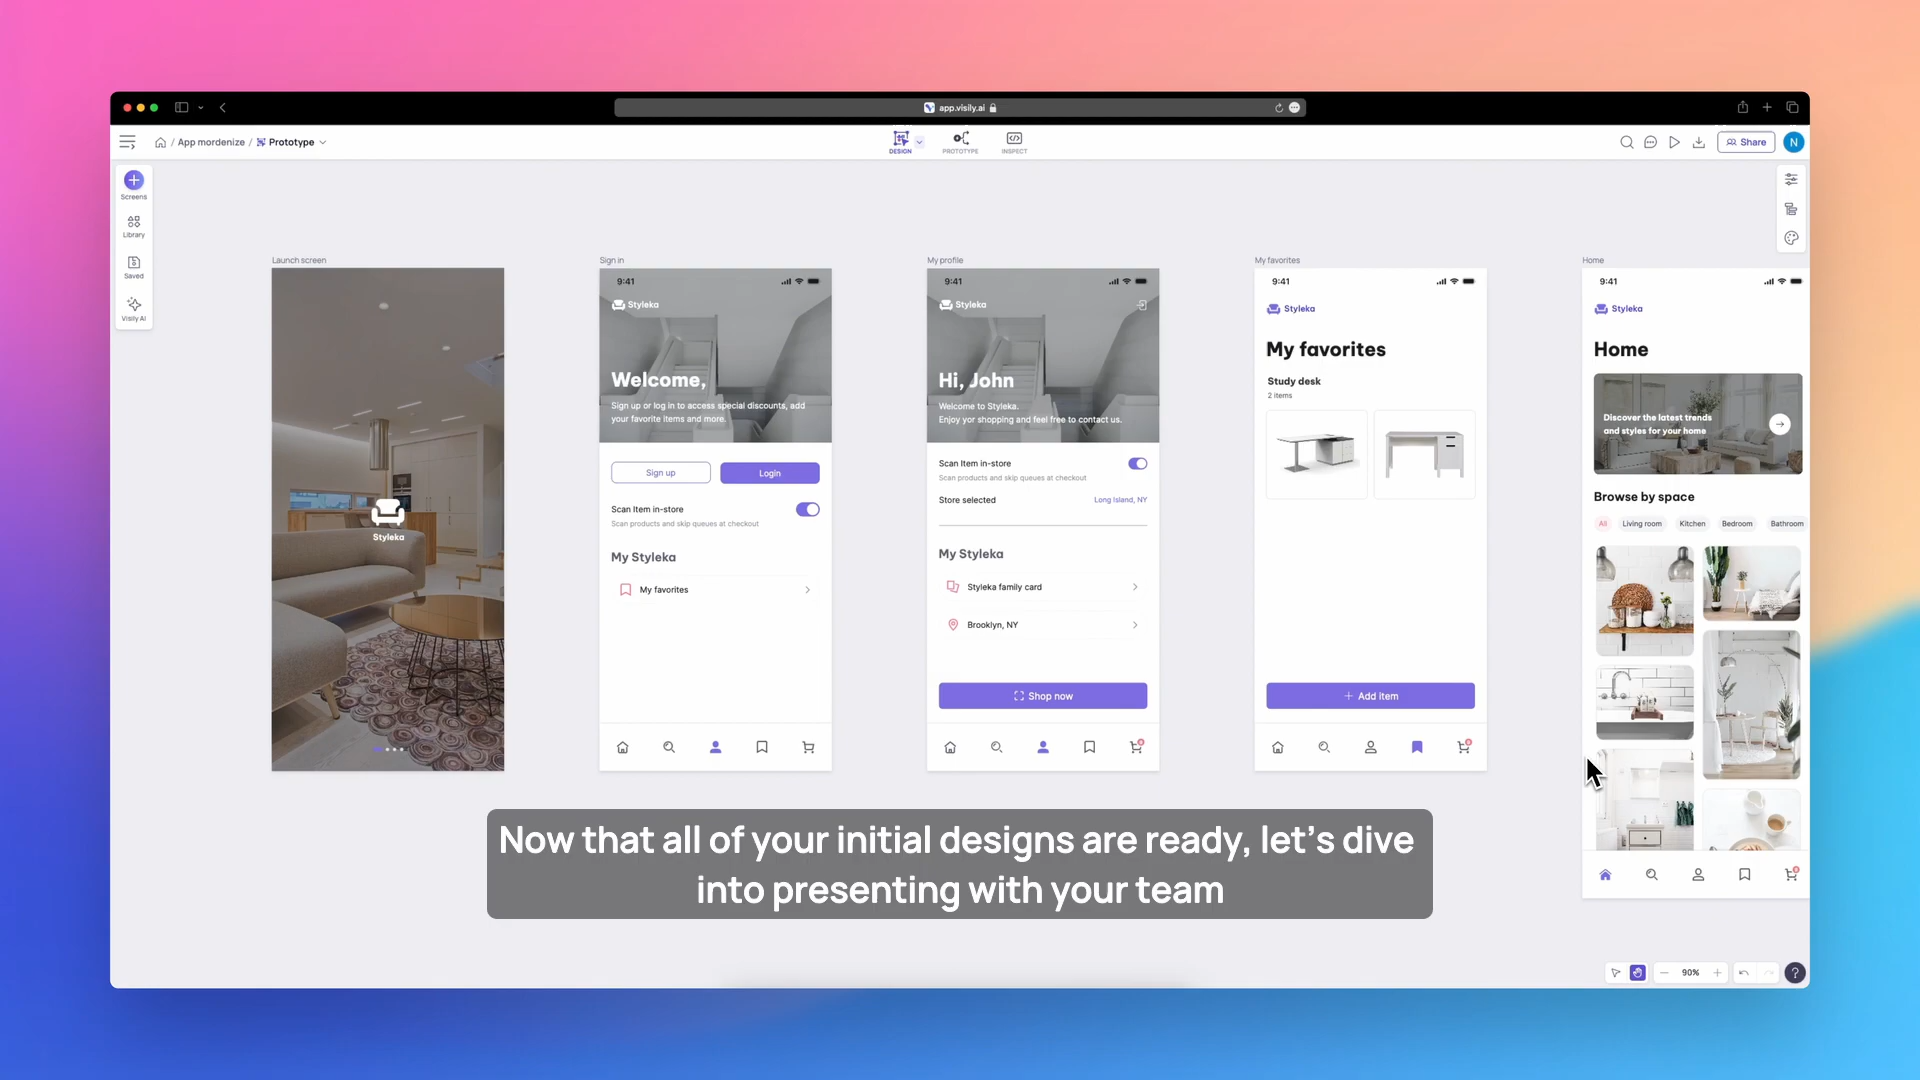 app.visily.ai
App mordenize / Prototype
DESIGN
PROTOTYPE
INSPECT
Share
N
Screens
Library
Saved
Visily AI
Launch screen
Styleka
Sign in
9:41
Styleka
Welcome,
Sign up or log in to access special discounts, add
your favorite items and more.
Sign up
Login
Scan Item in-store
Scan products and skip queues at checkout
My Styleka
My favorites
My profile
9:41
Styleka
Hi, John
Welcome to Styleka.
Enjoy yor shopping and feel free to contact us.
Scan Item in-store
Scan products and skip queues at checkout
Store selected
Long Island, NY
My Styleka
Styleka family card
Brooklyn, NY
Shop now
My favorites
9:41
Styleka
My favorites
Study desk
2 items
+ Add item
Home
9:41
Styleka
Home
Discover the latest trends
and styles for your home
Browse by space
All
Living room
Kitchen
Bedroom
Bathroom
Now that all of your initial designs are ready, let's dive
into presenting with your team
90%
?